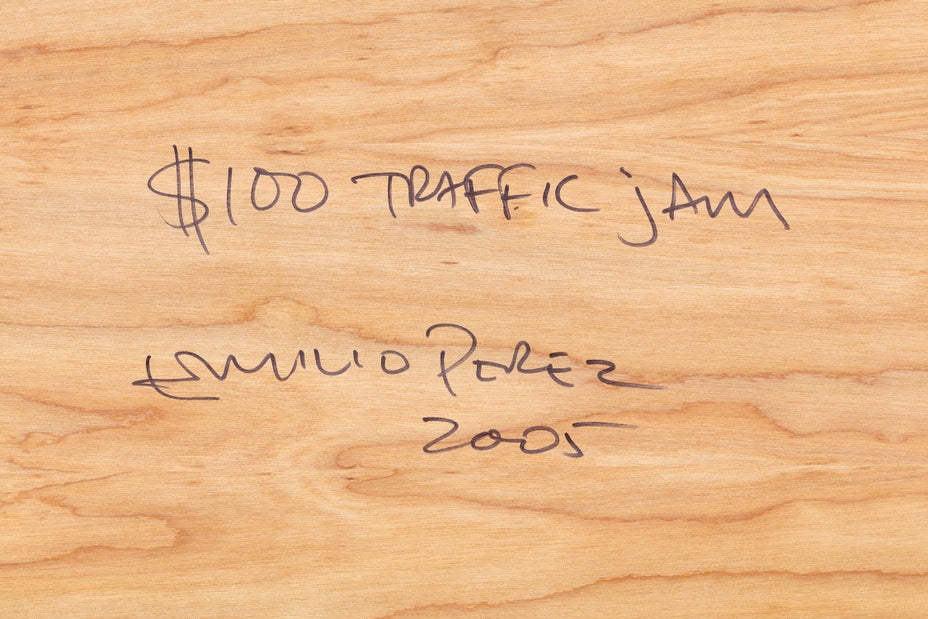 $100 TRAFFIC jAM
EMILIO PEREZ
2005